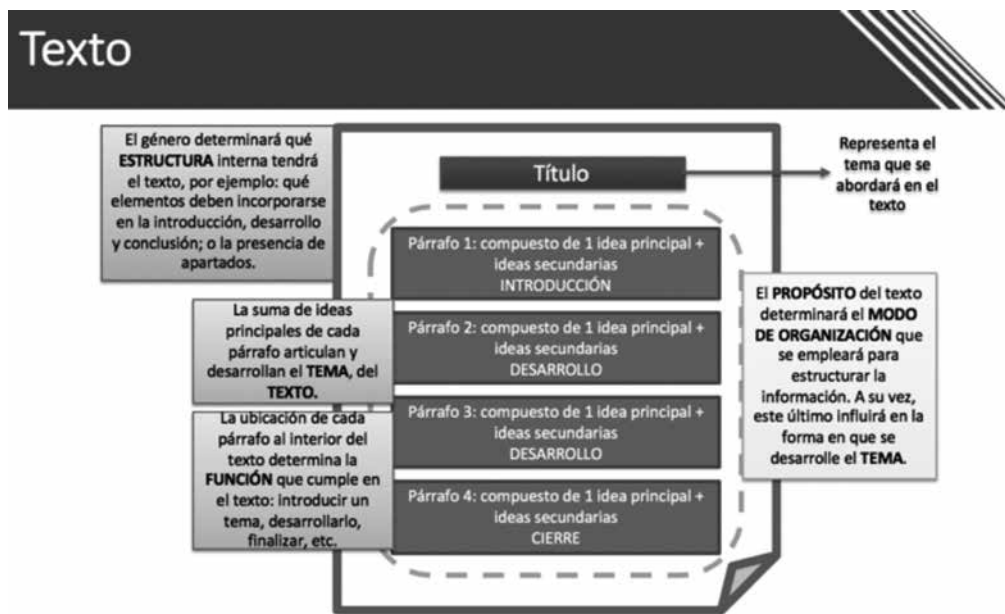 Texto
El género determinará qué
ESTRUCTURA interna tendrá
el texto, por ejemplo: qué
elementos deben incorporarse
en la introducción, desarrollo
y conclusión; o la presencia de
apartados.
Título
Representa el
tema que se
abordará en el
texto
Párrafo 1: compuesto de 1 idea principal +
ideas secundarias
INTRODUCCIÓN
La suma de ideas
principales de cada
párrafo articulan y
desarrollan el TEMA, del
TEXTO.
Párrafo 2: compuesto de 1 idea principal +
ideas secundarias
DESARROLLO
El PROPÓSITO del texto
determinará el MODO
DE ORGANIZACIÓN que
se empleará para
estructurar la
información. A su vez,
este último influirá en la
forma en que se
desarrolle el TEMA.
La ubicación de cada
párrafo al interior del
texto determina la
FUNCIÓN que cumple en
el texto: introducir un
tema, desarrollarlo,
finalizar, etc.
Párrafo 3: compuesto de 1 idea principal +
ideas secundarias
DESARROLLO
Párrafo 4: compuesto de 1 idea principal +
ideas secundarias
CIERRE